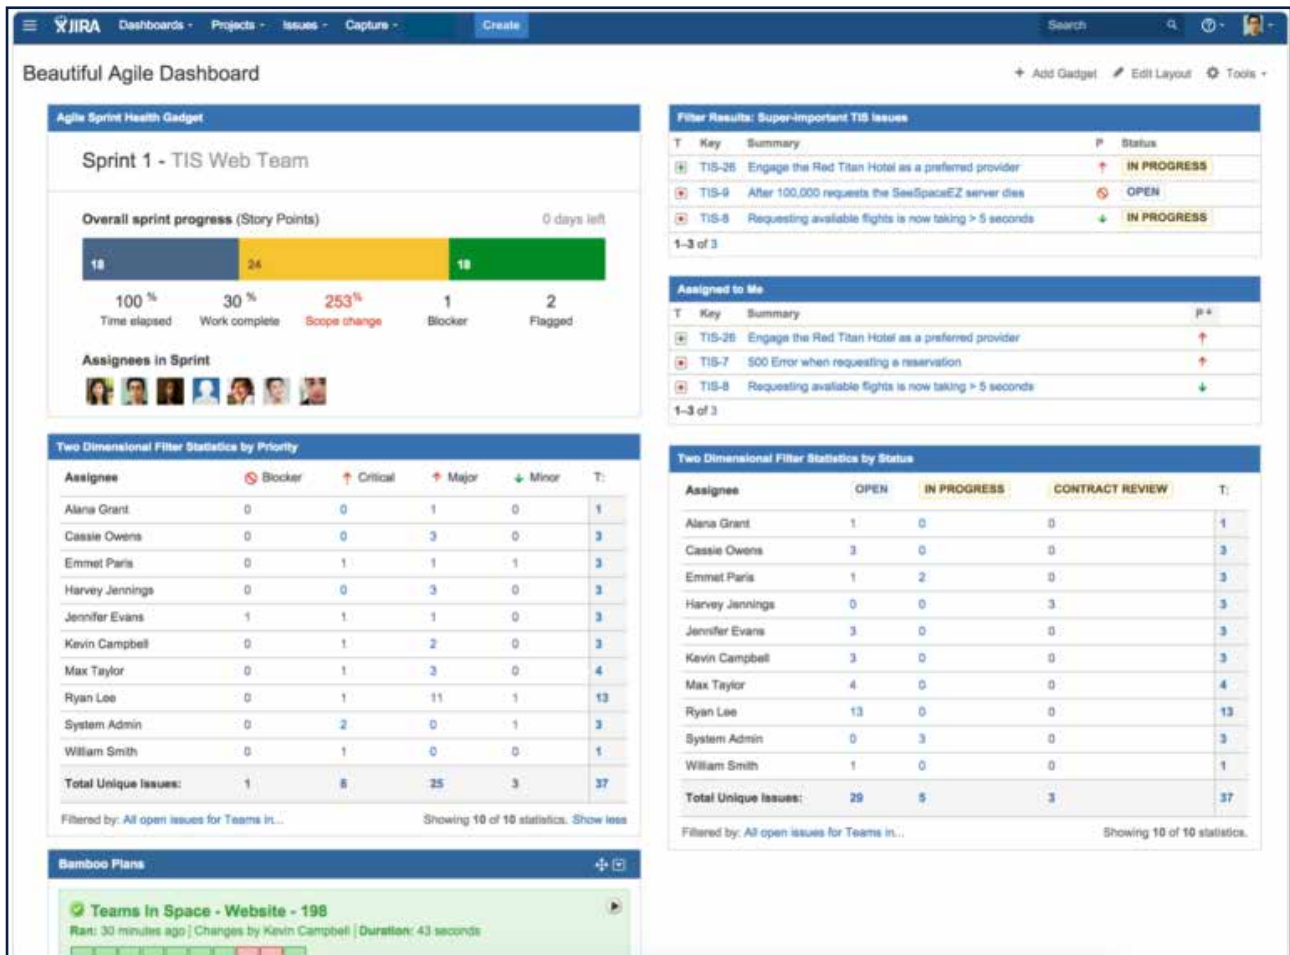 JIRA Dashboards Projects Issues Capture Create Search
Beautiful Agile Dashboard
Add Gadget Edit Layout Tools
Agile Sprint Health Gadget
Sprint 1 - TIS Web Team
Overall sprint progress (Story Points) 0 days left
18 24 18
100 % 30 % 253% 1 2
Time elapsed Work complete Scope change Blocker Flagged
Assignees in Sprint
Filter Results: Super-important TIS Issues
T Key Summary P Status
TIS-26 Engage the Red Titan Hotel as a preferred provider IN PROGRESS
TIS-9 After 100,000 requests the SeeSpaceEZ server dies OPEN
TIS-8 Requesting available flights is now taking > 5 seconds IN PROGRESS
1–3 of 3
Assigned to Me
T Key Summary P
TIS-26 Engage the Red Titan Hotel as a preferred provider
TIS-7 500 Error when requesting a reservation
TIS-8 Requesting available flights is now taking > 5 seconds
1–3 of 3
Two Dimensional Filter Statistics by Priority
Assignee Blocker Critical Major Minor T:
Alana Grant 0 0 1 0 1
Cassie Owens 0 0 3 0 3
Emmet Paris 0 1 1 1 3
Harvey Jennings 0 0 3 0 3
Jennifer Evans 1 1 1 0 3
Kevin Campbell 0 1 2 0 3
Max Taylor 0 1 3 0 4
Ryan Lee 0 1 11 1 13
System Admin 0 2 0 1 3
William Smith 0 1 0 0 1
Total Unique Issues: 1 8 25 3 37
Filtered by: All open issues for Teams in... Showing 10 of 10 statistics. Show less
Two Dimensional Filter Statistics by Status
Assignee OPEN IN PROGRESS CONTRACT REVIEW T:
Alana Grant 1 0 0 1
Cassie Owens 3 0 0 3
Emmet Paris 1 2 0 3
Harvey Jennings 0 0 3 3
Jennifer Evans 3 0 0 3
Kevin Campbell 3 0 0 3
Max Taylor 4 0 0 4
Ryan Lee 13 0 0 13
System Admin 0 3 0 3
William Smith 1 0 0 1
Total Unique Issues: 29 5 3 37
Filtered by: All open issues for Teams in... Showing 10 of 10 statistics.
Bamboo Plans
Teams In Space - Website - 198
Ran: 30 minutes ago | Changes by Kevin Campbell | Duration: 43 seconds